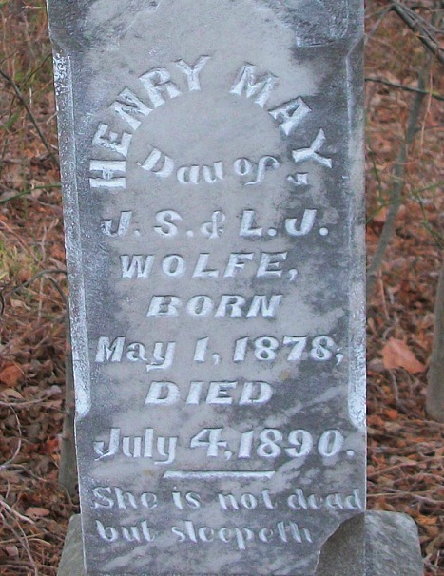 HENRY MAY
Dau of
J. S. & L. J.
WOLFE,
BORN
May 1, 1878,
DIED
July 4, 1890.
She is not dead
but sleepeth